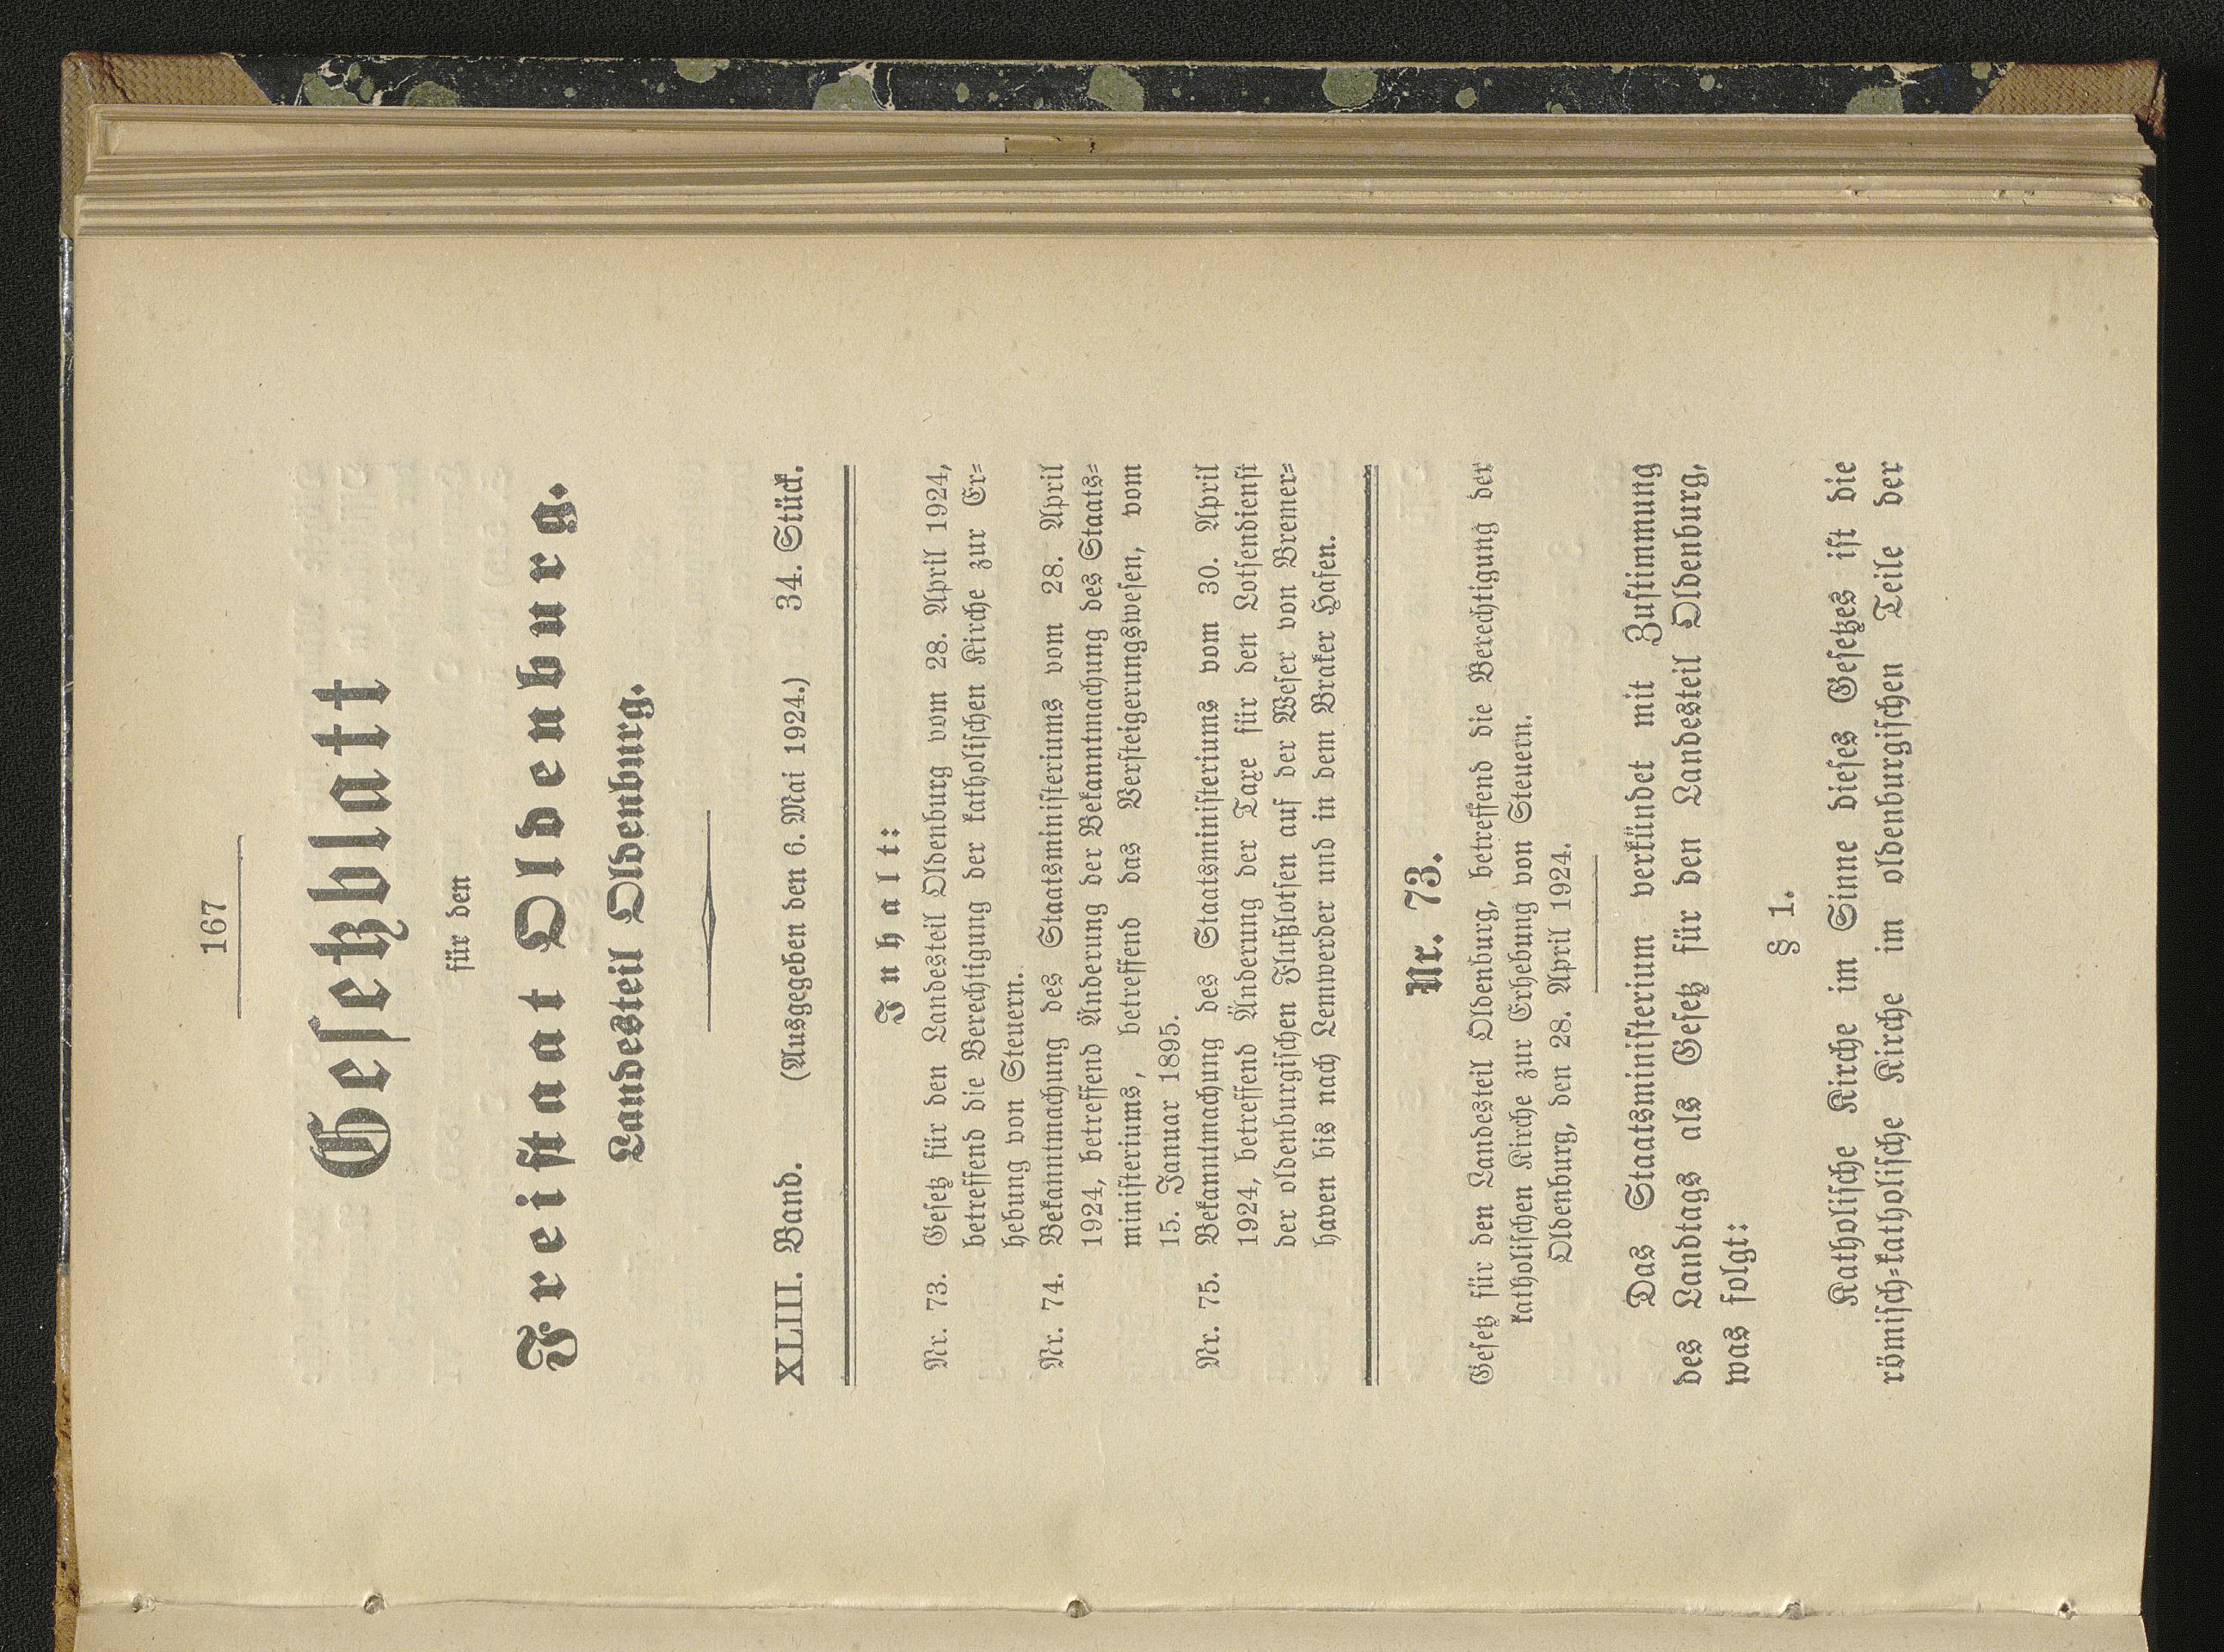 167
Gesetzblatt
für den
Freistaat Oldenburg.
Landesteil Oldenburg.
XLIII. Band. (Ausgegeben den 6. Mai 1924.) 34. Stück.
Inhalt:
Nr. 73. Gesetz für den Landesteil Oldenburg vom 28. April 1924,
betreffend die Berechtigung der katholischen Kirche zur Er-
hebung von Steuern.
Nr. 74. Bekanntmachung des Staatsministeriums vom 28. April
1924, betreffend Änderung der Bekanntmachung des Staats-
ministeriums, betreffend das Versteigerungswesen, vom
15. Januar 1895.
Nr. 75. Bekanntmachung des Staatsministeriums vom 30. April
1924, betreffend Änderung der Taxe für den Lotsendienst
der oldenburgischen Flußlotsen auf der Weser von Bremer-
haven bis nach Lemwerder und in dem Braker Hafen.
Nr. 73.
Gesetz für den Landesteil Oldenburg, betreffend die Berechtigung der
katholischen Kirche zur Erhebung von Steuern.
Oldenburg, den 28. April 1924.
Das Staatsministerium verkündet mit Zustimmung
des Landtags als Gesetz für den Landesteil Oldenburg,
was folgt:
§ 1.
Katholische Kirche im Sinne dieses Gesetzes ist die
römisch-katholische Kirche im oldenburgischen Teile der